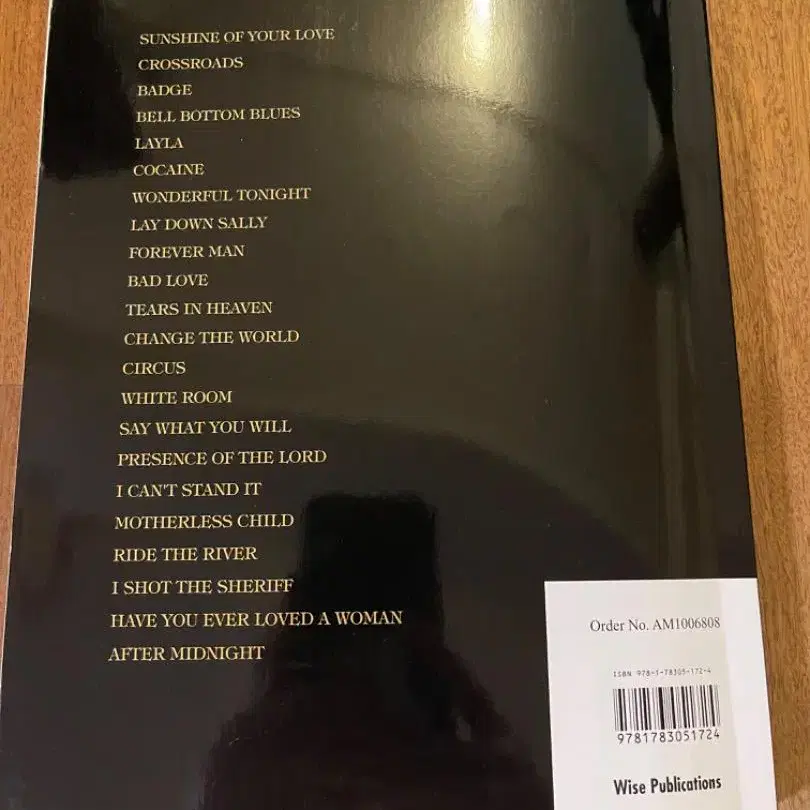 SUNSHINE OF YOUR LOVE
CROSSROADS
BADGE
BELL BOTTOM BLUES
LAYLA
COCAINE
WONDERFUL TONIGHT
LAY DOWN SALLY
FOREVER MAN
BAD LOVE
TEARS IN HEAVEN
CHANGE THE WORLD
CIRCUS
WHITE ROOM
SAY WHAT YOU WILL
PRESENCE OF THE LORD
I CAN'T STAND IT
MOTHERLESS CHILD
RIDE THE RIVER
I SHOT THE SHERIFF
HAVE YOU EVER LOVED A WOMAN
AFTER MIDNIGHT
Order No. AM1006808
ISBN 978-1-78305-172-4
9781783051724
Wise Publications